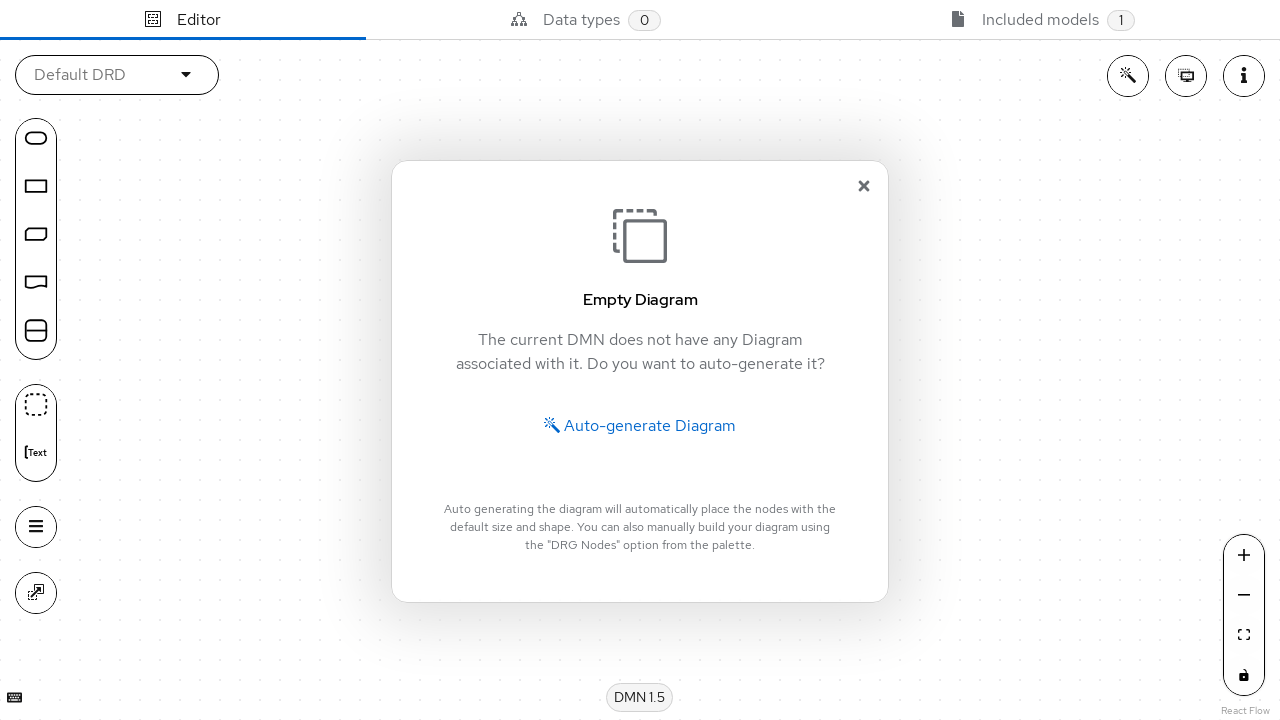 Editor
Data types 0
Included models 1
Default DRD
Empty Diagram
The current DMN does not have any Diagram
associated with it. Do you want to auto-generate it?
Auto-generate Diagram
Auto generating the diagram will automatically place the nodes with the
default size and shape. You can also manually build your diagram using
the "DRG Nodes" option from the palette.
Text
DMN 1.5
React Flow